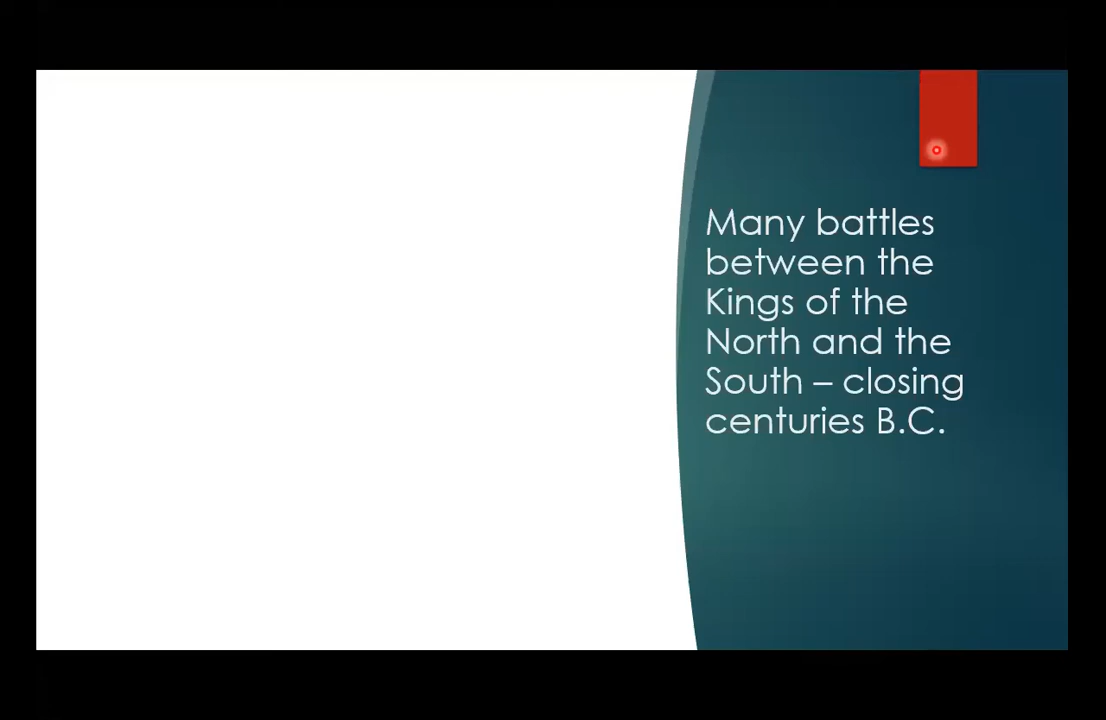 Many battles
between the
Kings of the
North and the
South – closing
centuries B.C.